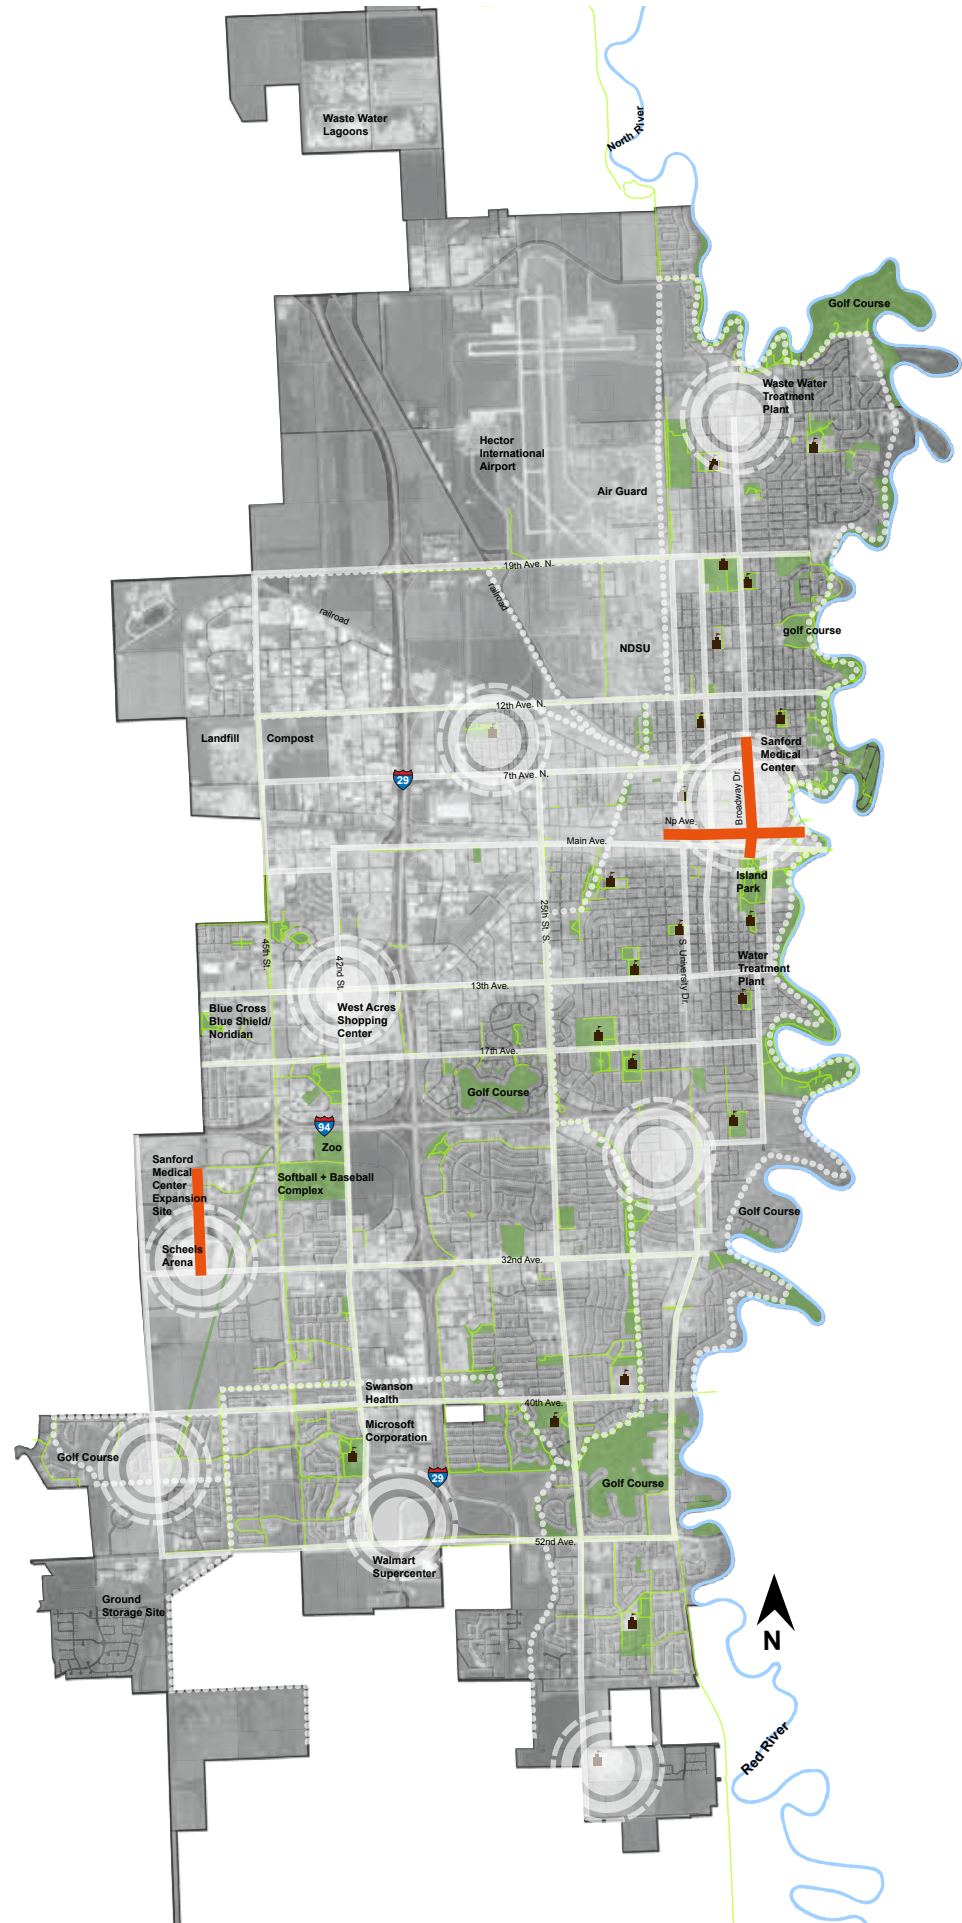 Waste Water
Lagoons
North River
Golf Course
Waste Water
Treatment
Plant
Hector
International
Airport
Air Guard
19th Ave. N.
railroad
railroad
golf course
NDSU
12th Ave. N.
Landfill
Compost
Sanford
Medical
Center
29
7th Ave. N.
Broadway Dr.
Np Ave.
Main Ave.
Island
Park
25th St. S.
S. University Dr.
45th St.
42nd St.
Water
Treatment
Plant
13th Ave.
Blue Cross
Blue Shield/
Noridian
West Acres
Shopping
Center
17th Ave.
Golf Course
94
Zoo
Sanford
Medical
Center
Expansion
Site
Softball + Baseball
Complex
Golf Course
Scheels
Arena
32nd Ave.
Swanson
Health
40th Ave.
Microsoft
Corporation
Golf Course
29
Golf Course
52nd Ave.
Walmart
Supercenter
Ground
Storage Site
N
Red River